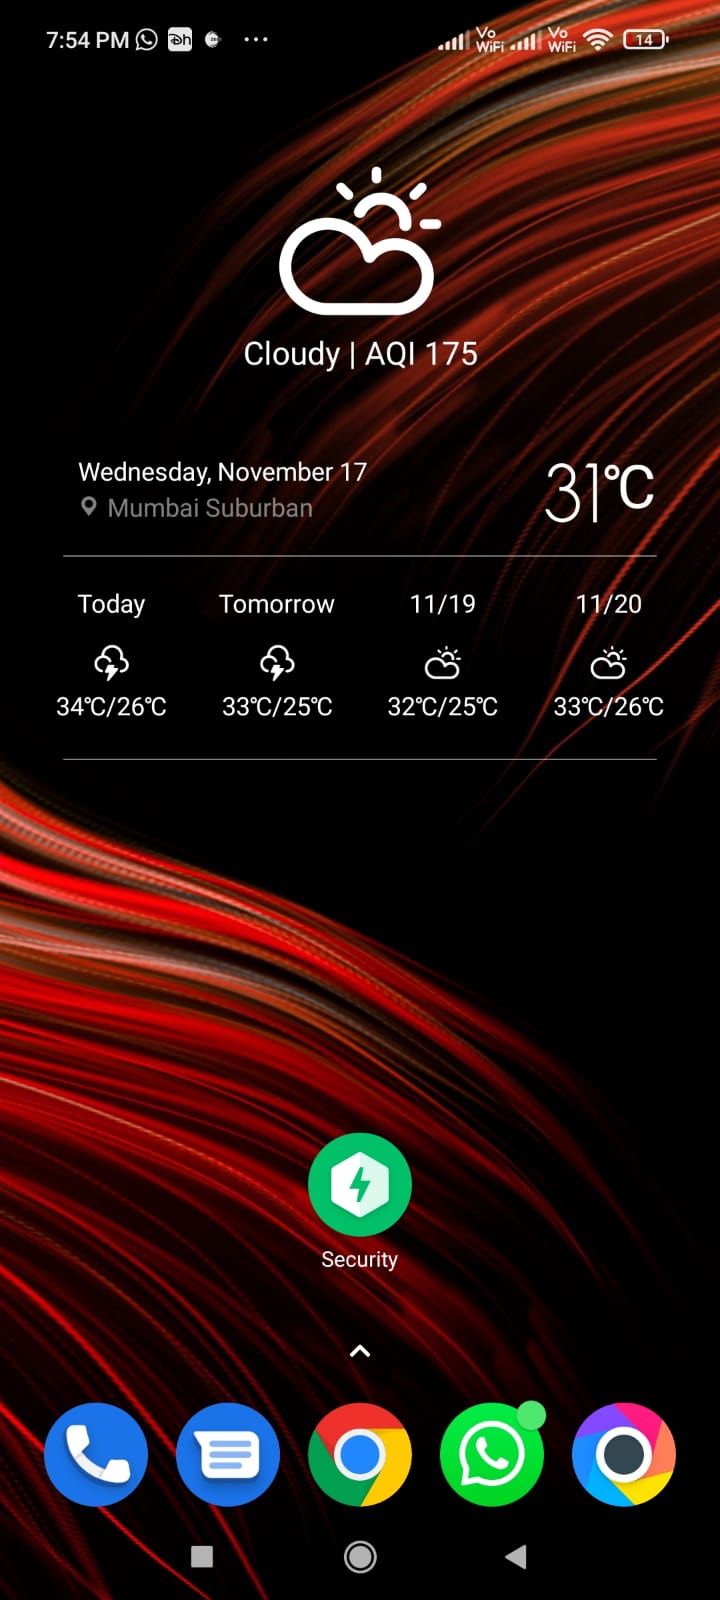 7:54 PM Dh ... Vo WiFi Vo WiFi 14
Cloudy | AQI 175
Wednesday, November 17
Mumbai Suburban
31℃
Today Tomorrow 11/19 11/20
34℃/26℃ 33℃/25℃ 32℃/25℃ 33℃/26℃
Security